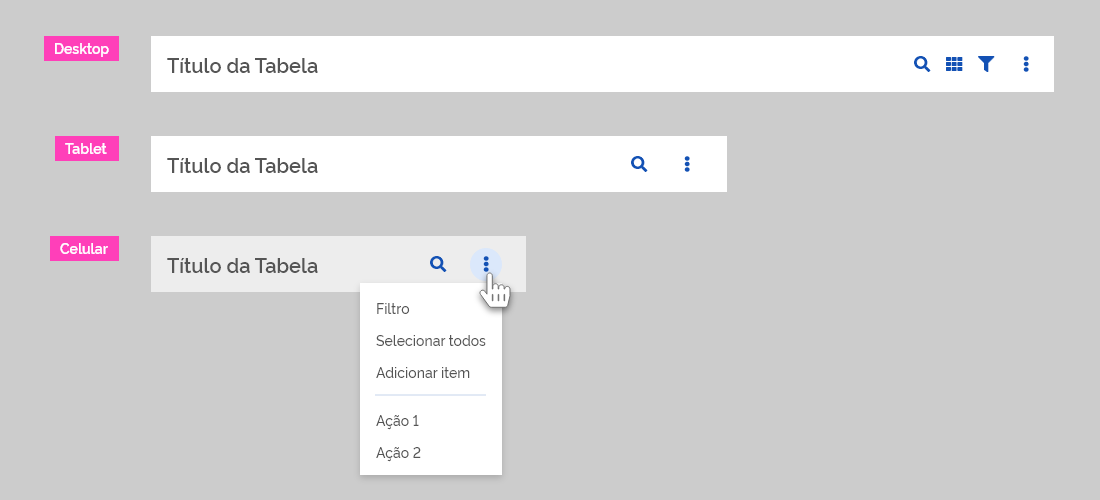 Desktop
Título da Tabela
Tablet
Título da Tabela
Celular
Título da Tabela
Filtro
Selecionar todos
Adicionar item
Ação 1
Ação 2